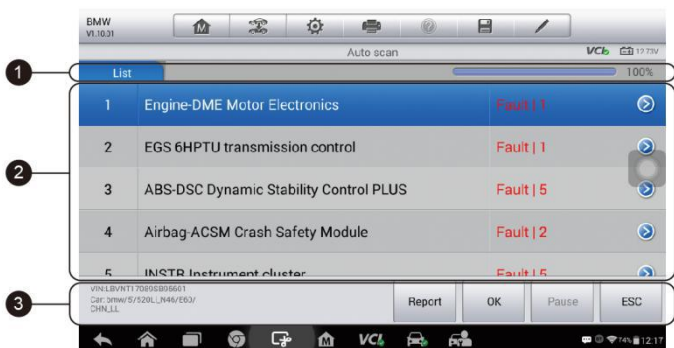 BMW
V1.10.31
Auto scan
VCI 12.73V
1
List
100%
2
1 Engine-DME Motor Electronics Fault | 1
2 EGS 6HPTU transmission control Fault | 1
3 ABS-DSC Dynamic Stability Control PLUS Fault | 5
4 Airbag-ACSM Crash Safety Module Fault | 2
5 INSTR Instrument cluster Fault | 5
3
Car: bmw/5/520Li_N46/E60/
CHN_LL
Report OK Pause ESC
M VCI 74% 12:17